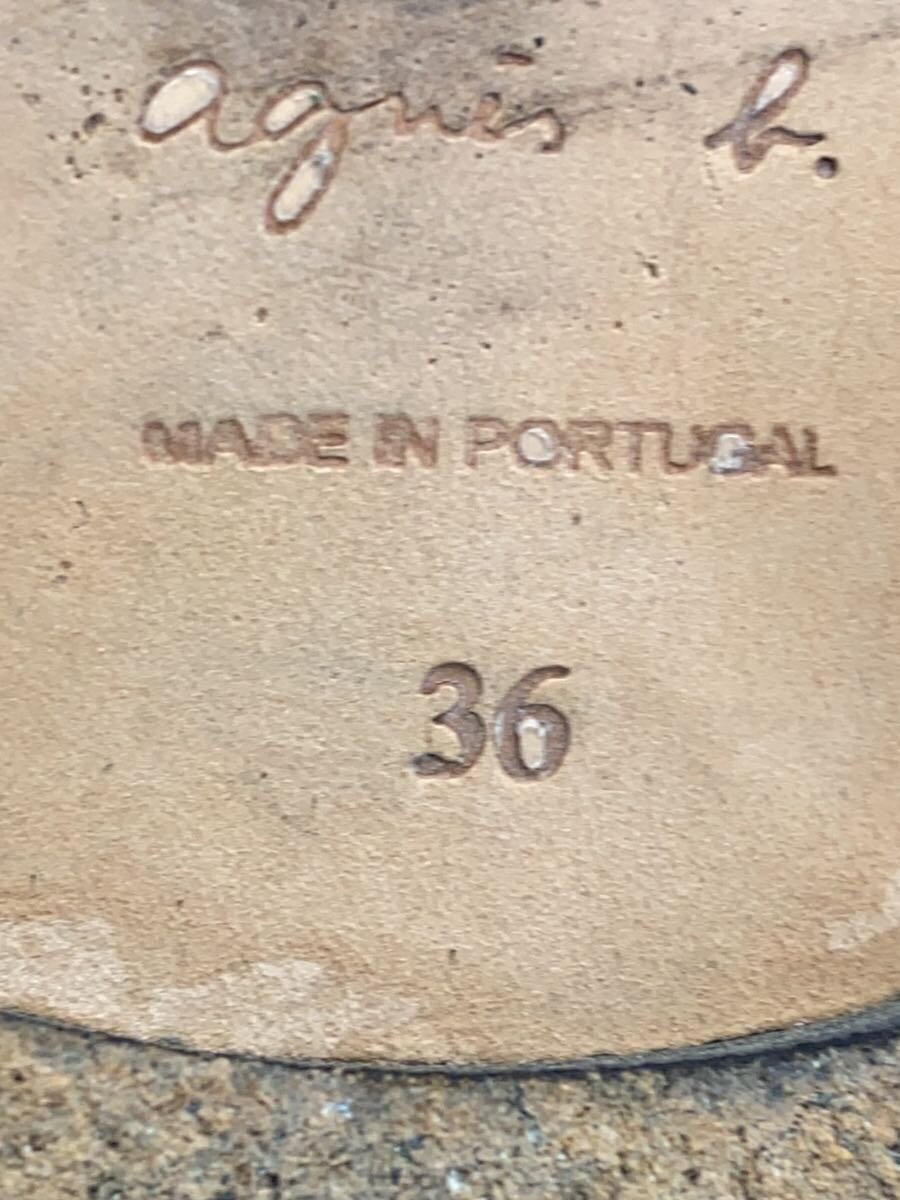 agnès b.
MADE IN PORTUGAL
36